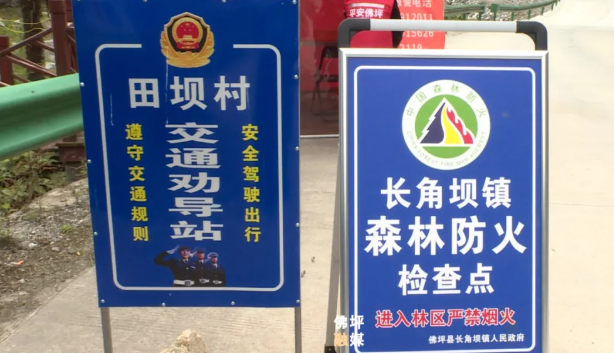 田坝村
交通劝导站
遵守交通规则
安全驾驶出行
平安佛坪
中国森林防火
长角坝镇
森林防火
检查点
进入林区严禁烟火
佛坪县长角坝镇人民政府
佛坪
融媒